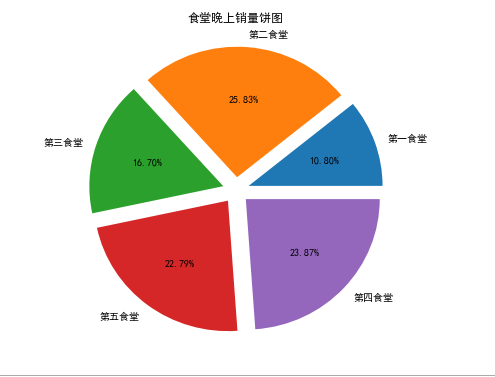 食堂晚上销量饼图
第二食堂
25.83%
第三食堂
第一食堂
16.70%
10.80%
22.79%
23.87%
第五食堂
第四食堂